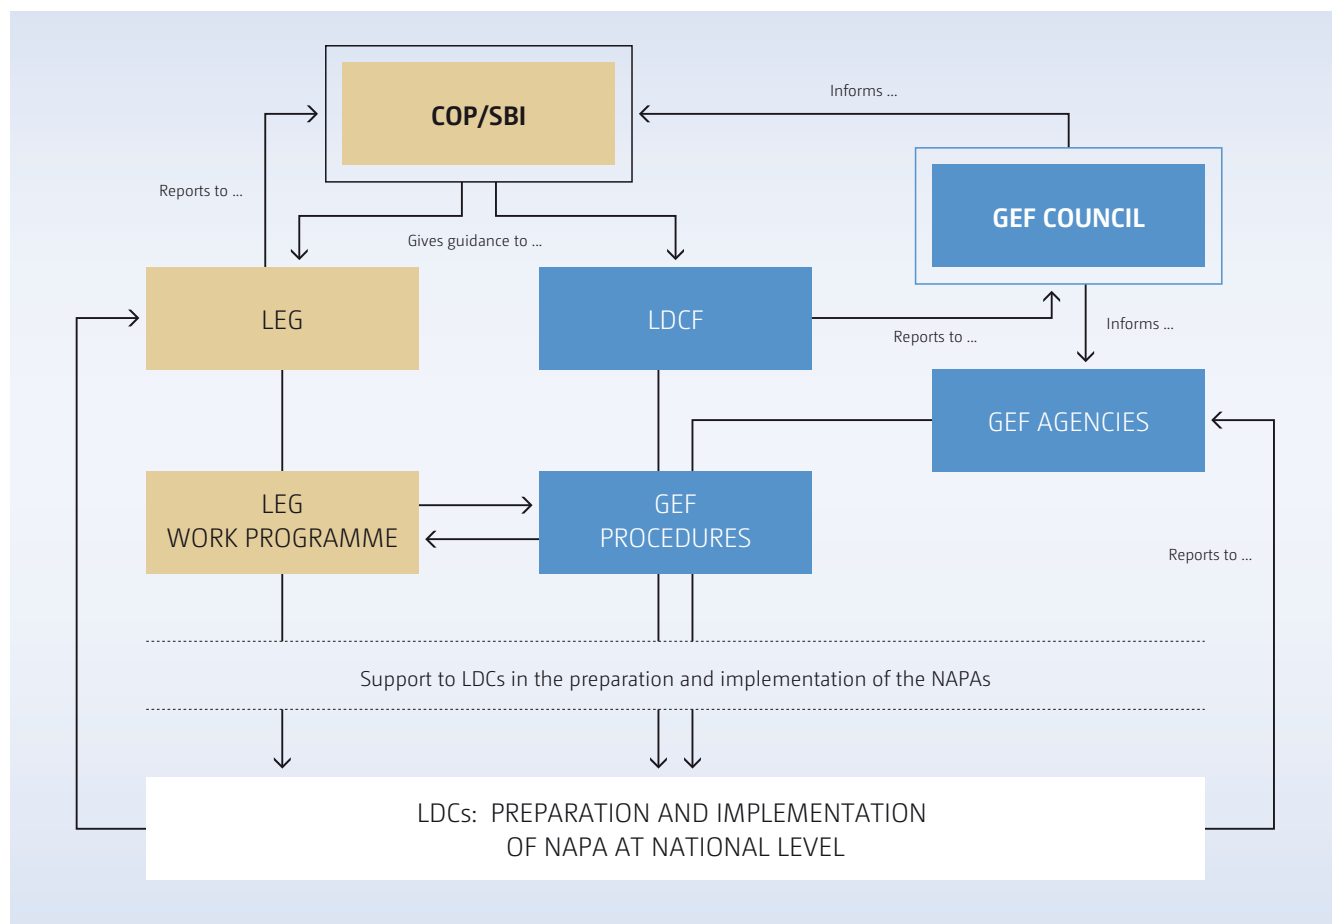 Informs ...
COP/SBI
Reports to ...
GEF COUNCIL
Gives guidance to ...
LEG
LDCF
Reports to ...
Informs ...
GEF AGENCIES
LEG
WORK PROGRAMME
GEF
PROCEDURES
Reports to ...
Support to LDCs in the preparation and implementation of the NAPAs
LDCs: PREPARATION AND IMPLEMENTATION
OF NAPA AT NATIONAL LEVEL